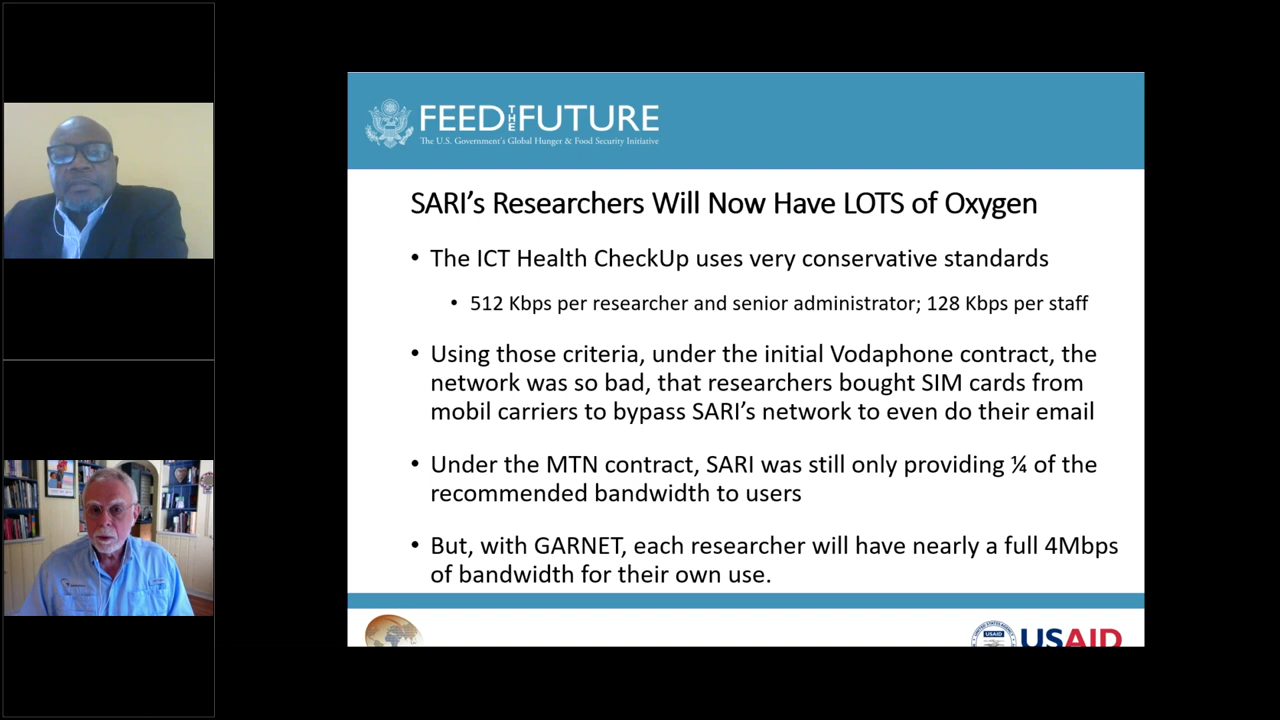 FEED THE FUTURE
The U.S. Government's Global Hunger & Food Security Initiative
SARI's Researchers Will Now Have LOTS of Oxygen
• The ICT Health CheckUp uses very conservative standards
• 512 Kbps per researcher and senior administrator; 128 Kbps per staff
• Using those criteria, under the initial Vodaphone contract, the
network was so bad, that researchers bought SIM cards from
mobil carriers to bypass SARI's network to even do their email
• Under the MTN contract, SARI was still only providing ¼ of the
recommended bandwidth to users
• But, with GARNET, each researcher will have nearly a full 4Mbps
of bandwidth for their own use.
USAID
USAID